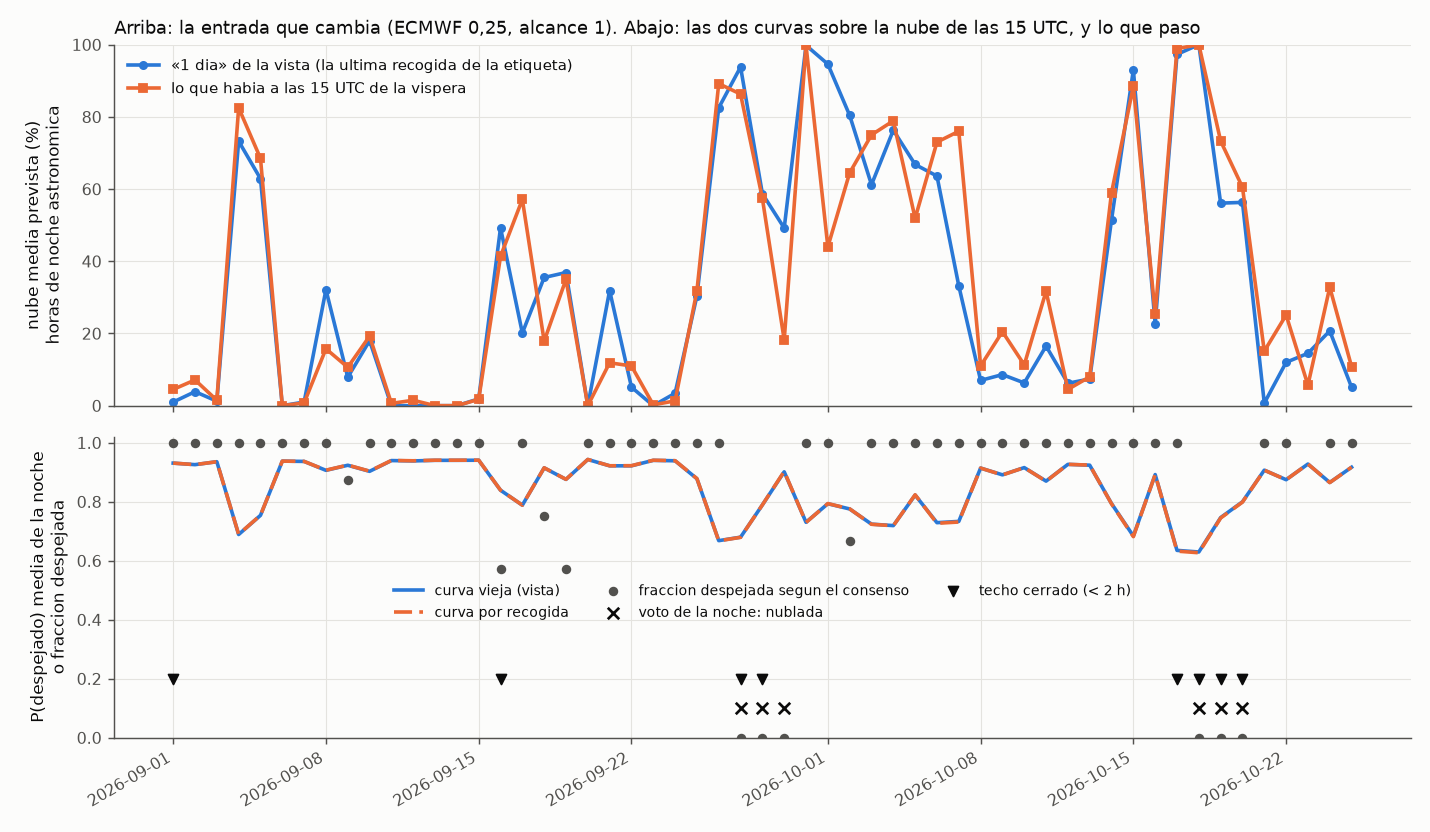 Arriba: la entrada que cambia (ECMWF 0,25, alcance 1). Abajo: las dos curvas sobre la nube de las 15 UTC, y lo que paso
nube media prevista (%)
horas de noche astronomica
100
80
60
40
20
0
«1 dia» de la vista (la ultima recogida de la etiqueta)
lo que habia a las 15 UTC de la vispera
P(despejado) media de la noche
o fraccion despejada
1.0
0.8
0.6
0.4
0.2
0.0
curva vieja (vista)
curva por recogida
fraccion despejada segun el consenso
voto de la noche: nublada
techo cerrado (< 2 h)
2026-09-01
2026-09-08
2026-09-15
2026-09-22
2026-10-01
2026-10-08
2026-10-15
2026-10-22